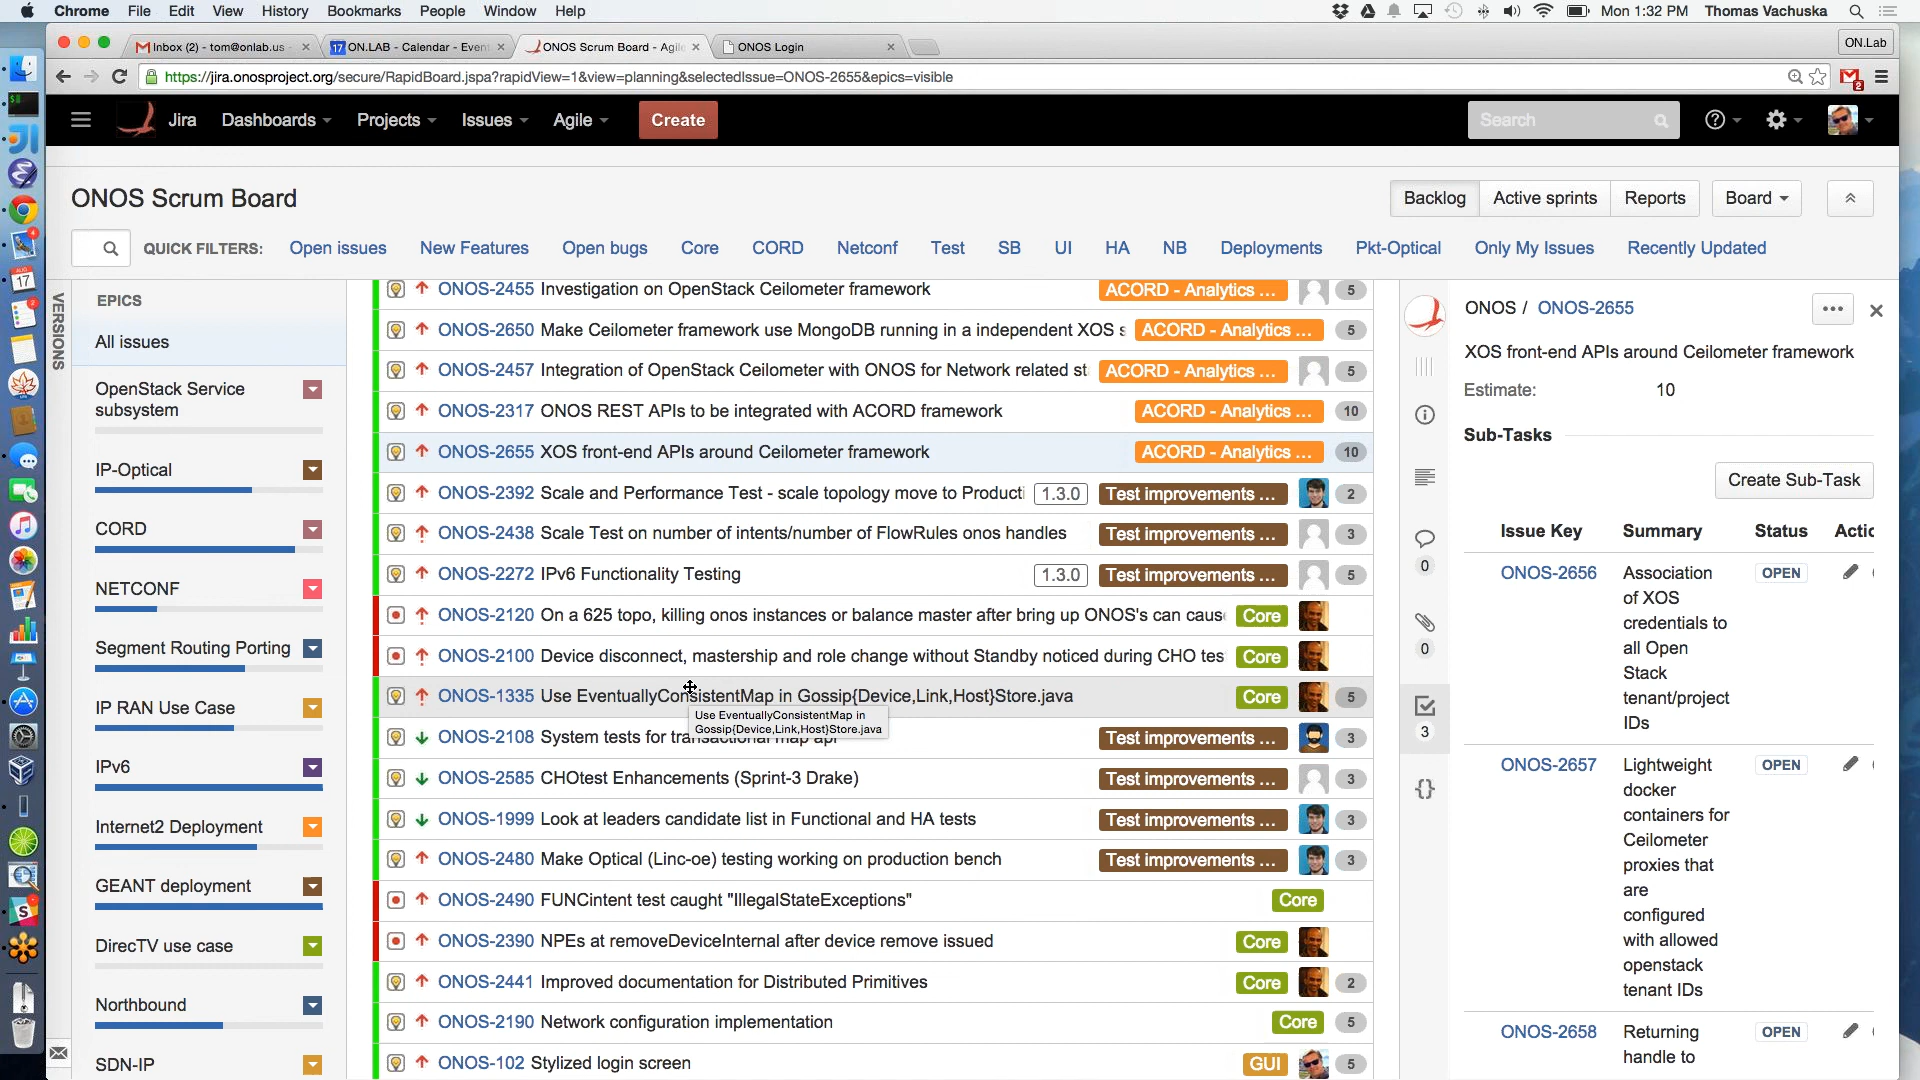 Chrome File Edit View History Bookmarks People Window Help Mon 1:32 PM Thomas Vachuska
Inbox (2) - tom@onlab.us ON.LAB - Calendar - Even ONOS Scrum Board - Agile ONOS Login ON.Lab
https://jira.onosproject.org/secure/RapidBoard.jspa?rapidView=1&view=planning&selectedIssue=ONOS-2655&epics=visible
Jira Dashboards Projects Issues Agile Create Search
ONOS Scrum Board Backlog Active sprints Reports Board
QUICK FILTERS: Open issues New Features Open bugs Core CORD Netconf Test SB UI HA NB Deployments Pkt-Optical Only My Issues Recently Updated
VERSIONS
EPICS
All issues
OpenStack Service
subsystem
IP-Optical
CORD
NETCONF
Segment Routing Porting
IP RAN Use Case
IPv6
Internet2 Deployment
GEANT deployment
DirecTV use case
Northbound
SDN-IP
ONOS-2455 Investigation on OpenStack Ceilometer framework ACORD - Analytics ... 5
ONOS-2650 Make Ceilometer framework use MongoDB running in a independent XOS s ACORD - Analytics ... 5
ONOS-2457 Integration of OpenStack Ceilometer with ONOS for Network related st ACORD - Analytics ... 5
ONOS-2317 ONOS REST APIs to be integrated with ACORD framework ACORD - Analytics ... 10
ONOS-2655 XOS front-end APIs around Ceilometer framework ACORD - Analytics ... 10
ONOS-2392 Scale and Performance Test - scale topology move to Producti 1.3.0 Test improvements ... 2
ONOS-2438 Scale Test on number of intents/number of FlowRules onos handles Test improvements ... 3
ONOS-2272 IPv6 Functionality Testing 1.3.0 Test improvements ... 5
ONOS-2120 On a 625 topo, killing onos instances or balance master after bring up ONOS's can caus Core
ONOS-2100 Device disconnect, mastership and role change without Standby noticed during CHO tes Core
ONOS-1335 Use EventuallyConsistentMap in Gossip{Device,Link,Host}Store.java Core 5
Use EventuallyConsistentMap in
Gossip{Device,Link,Host}Store.java
ONOS-2108 System tests for transactional map api Test improvements ... 3
ONOS-2585 CHOtest Enhancements (Sprint-3 Drake) Test improvements ... 3
ONOS-1999 Look at leaders candidate list in Functional and HA tests Test improvements ... 3
ONOS-2480 Make Optical (Linc-oe) testing working on production bench Test improvements ... 3
ONOS-2490 FUNCintent test caught "IllegalStateExceptions" Core
ONOS-2390 NPEs at removeDeviceInternal after device remove issued Core
ONOS-2441 Improved documentation for Distributed Primitives Core 2
ONOS-2190 Network configuration implementation Core 5
ONOS-102 Stylized login screen GUI 5
0
0
3
ONOS / ONOS-2655
XOS front-end APIs around Ceilometer framework
Estimate: 10
Sub-Tasks
Create Sub-Task
Issue Key Summary Status Actic
ONOS-2656 Association OPEN
of XOS
credentials to
all Open
Stack
tenant/project
IDs
ONOS-2657 Lightweight OPEN
docker
containers for
Ceilometer
proxies that
are
configured
with allowed
openstack
tenant IDs
ONOS-2658 Returning OPEN
handle to